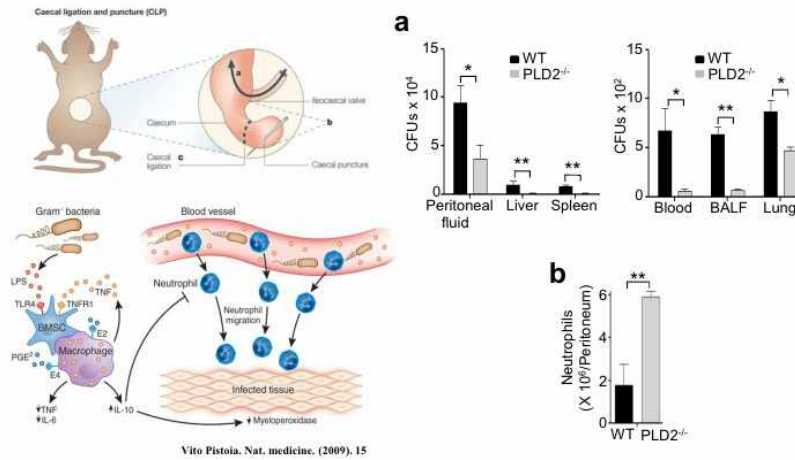 Caecal ligation and puncture (CLP)
a
Ileocaecal valve
Caecum
b
Caecal
ligation
c
Caecal puncture
Gram⁻ bacteria
Blood vessel
LPS
TNF
TLR4
TNFR1
BMSC
E2
Macrophage
PGE²
E4
TNF
IL-6
IL-10
Neutrophil
Neutrophil
migration
Infected tissue
Myeloperoxidase
Vito Pistoia. Nat. medicine. (2009). 15
a
15
10
5
0
CFUs x 10⁴
WT
PLD2⁻/⁻
*
**
**
Peritoneal
fluid
Liver
Spleen
15
10
5
0
CFUs x 10²
WT
PLD2⁻/⁻
*
**
*
Blood
BALF
Lung
b
6
4
2
0
Neutrophils
(X 10⁶/Peritoneum)
**
WT
PLD2⁻/⁻